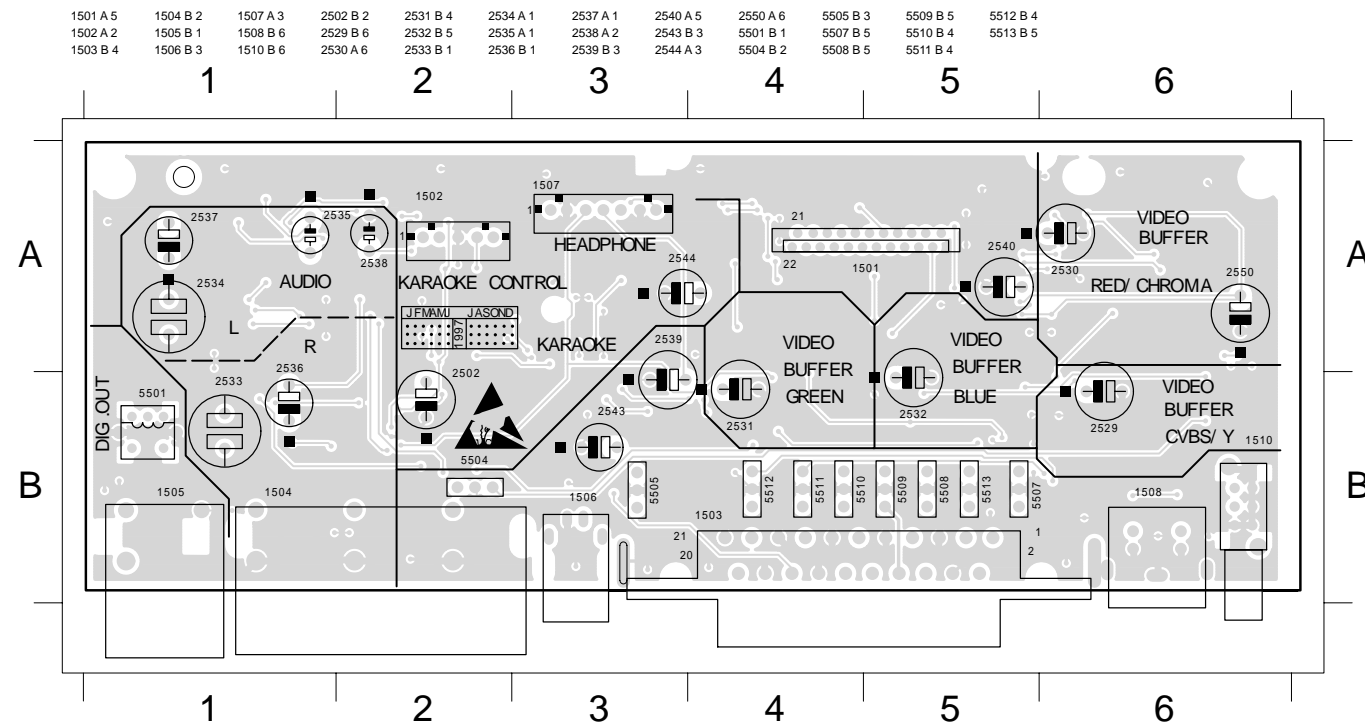 1501 A 5 1504 B 2 1507 A 3 2502 B 2 2531 B 4 2534 A 1 2537 A 1 2540 A 5 2550 A 6 5505 B 3 5509 B 5 5512 B 4
1502 A 2 1505 B 1 1508 B 6 2529 B 6 2532 B 5 2535 A 1 2538 A 2 2543 B 3 5501 B 1 5507 B 5 5510 B 4 5513 B 5
1503 B 4 1506 B 3 1510 B 6 2530 A 6 2533 B 1 2536 B 1 2539 B 3 2544 A 3 5504 B 2 5508 B 5 5511 B 4
1 2 3 4 5 6
1502 1507
2537 2535 1 1 21 VIDEO
BUFFER
A HEADPHONE 2540 A
2538 2544 22 1501 2530 2550
2534 AUDIO KARAOKE CONTROL RED/ CHROMA
J FMAMJ 1997 JASOND
L R KARAOKE
VIDEO
BUFFER
GREEN
VIDEO
BUFFER
BLUE
2539
2533 2536 2502
DIG .OUT 5501
2543 2531 2532 2529
VIDEO
BUFFER
CVBS/ Y 1510
5504
B B
1505 1504 1506 5505 5512 5511 5510 5509 5508 5513 5507 1508
1503
21 1
20 2
1 2 3 4 5 6